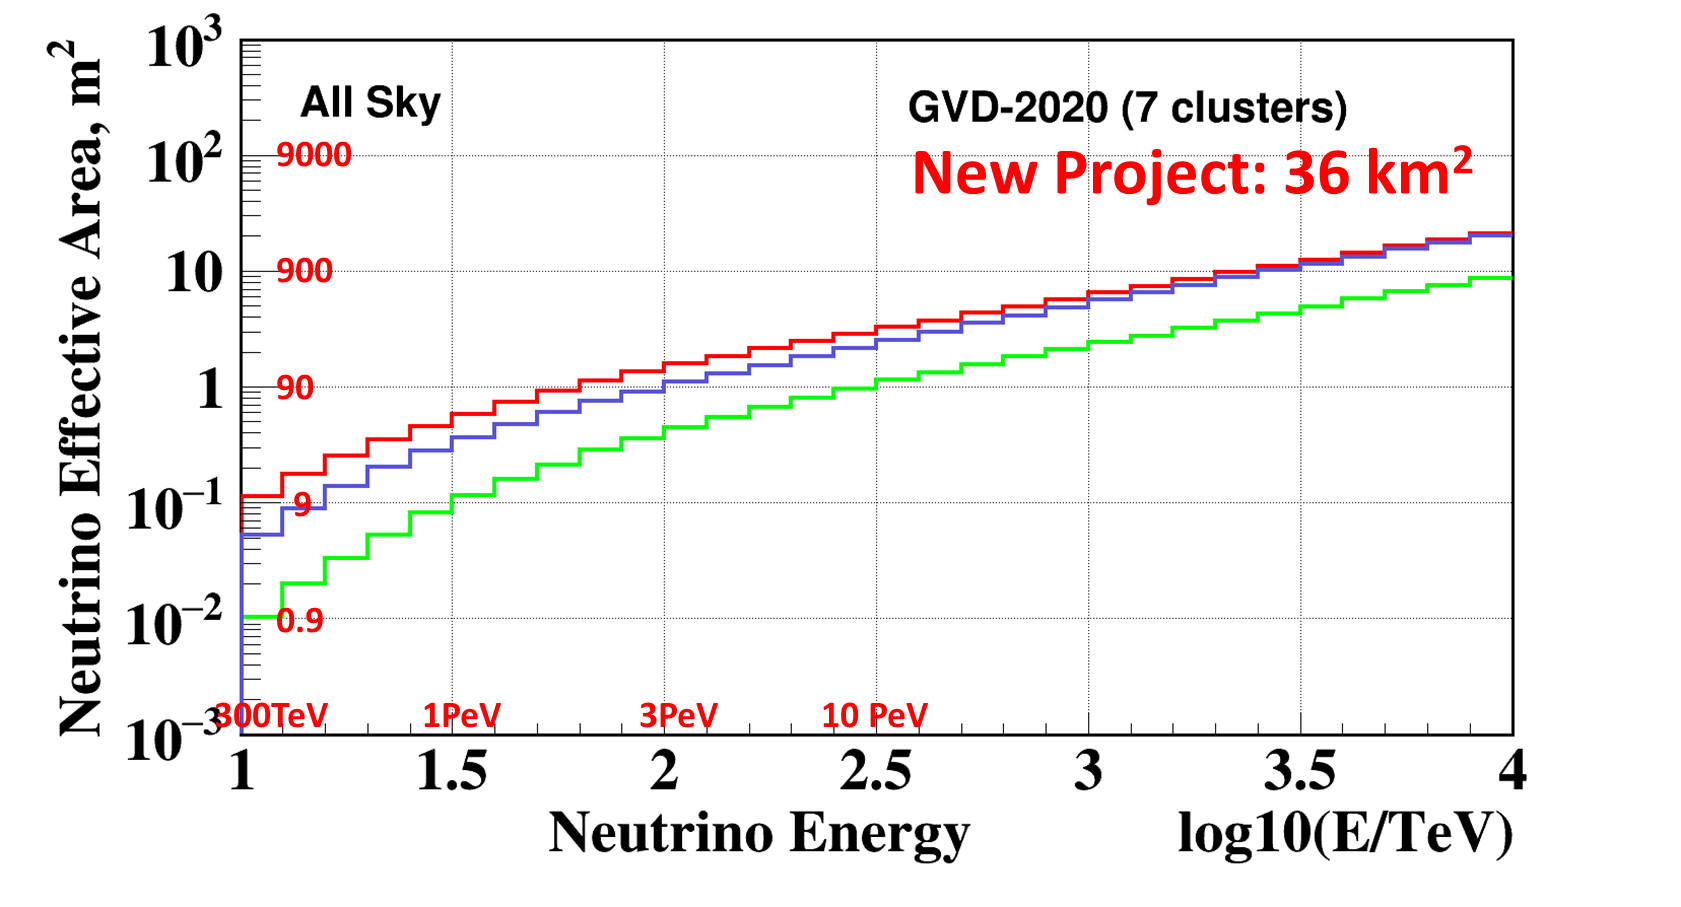 10³
All Sky
GVD-2020 (7 clusters)
10² 9000
New Project: 36 km²
10 900
1 90
10⁻¹ 9
10⁻² 0.9
10⁻³ 300TeV 1PeV 3PeV 10 PeV
1 1.5 2 2.5 3 3.5 4
Neutrino Energy log10(E/TeV)
Neutrino Effective Area, m²